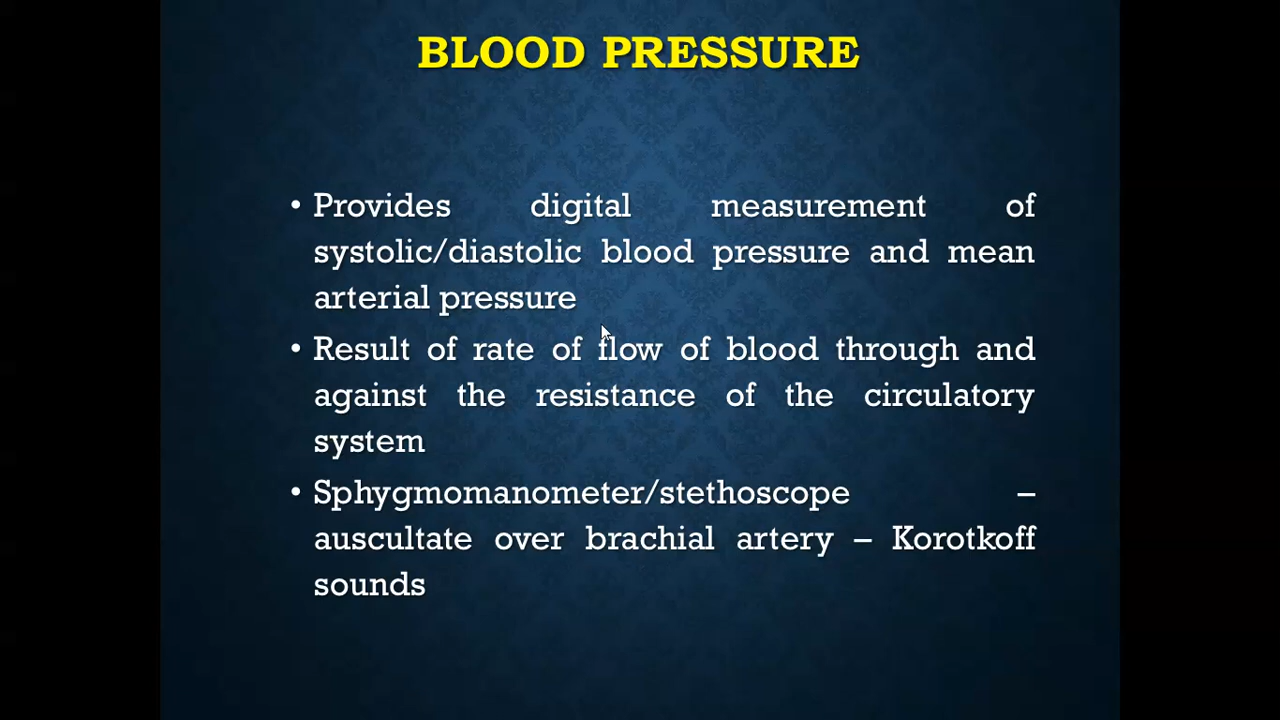 BLOOD PRESSURE
• Provides digital measurement of
systolic/diastolic blood pressure and mean
arterial pressure
• Result of rate of flow of blood through and
against the resistance of the circulatory
system
• Sphygmomanometer/stethoscope –
auscultate over brachial artery – Korotkoff
sounds